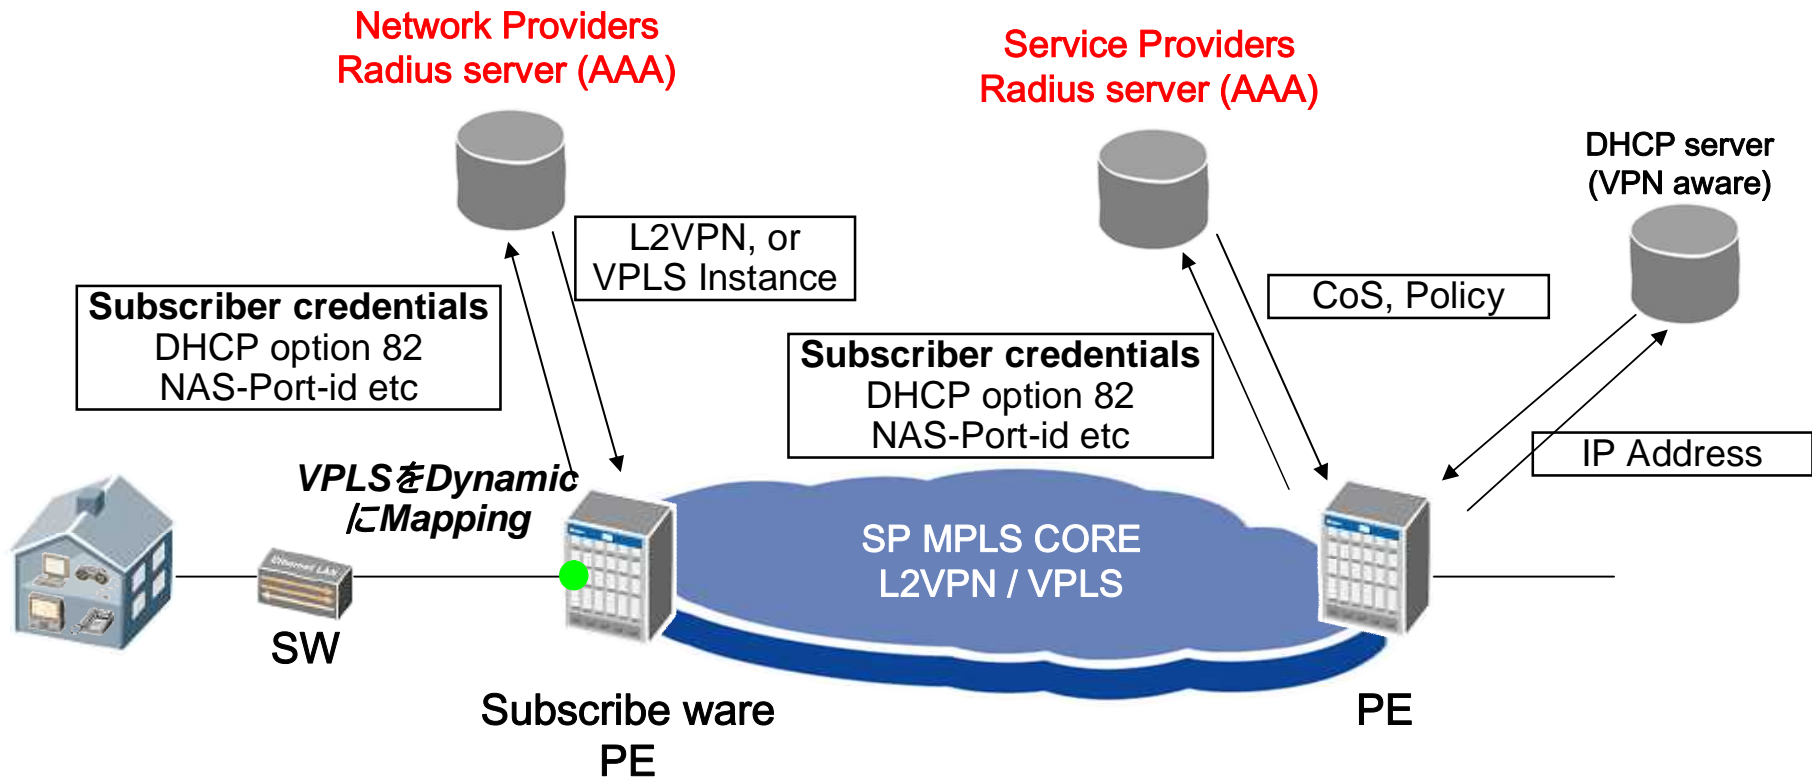 Network Providers
Radius server (AAA)
Service Providers
Radius server (AAA)
DHCP server
(VPN aware)
L2VPN, or
VPLS Instance
Subscriber credentials
DHCP option 82
NAS-Port-id etc
CoS, Policy
Subscriber credentials
DHCP option 82
NAS-Port-id etc
IP Address
VPLSをDynamic
にMapping
Ethernet LAN
SP MPLS CORE
L2VPN / VPLS
SW
Subscribe ware
PE
PE